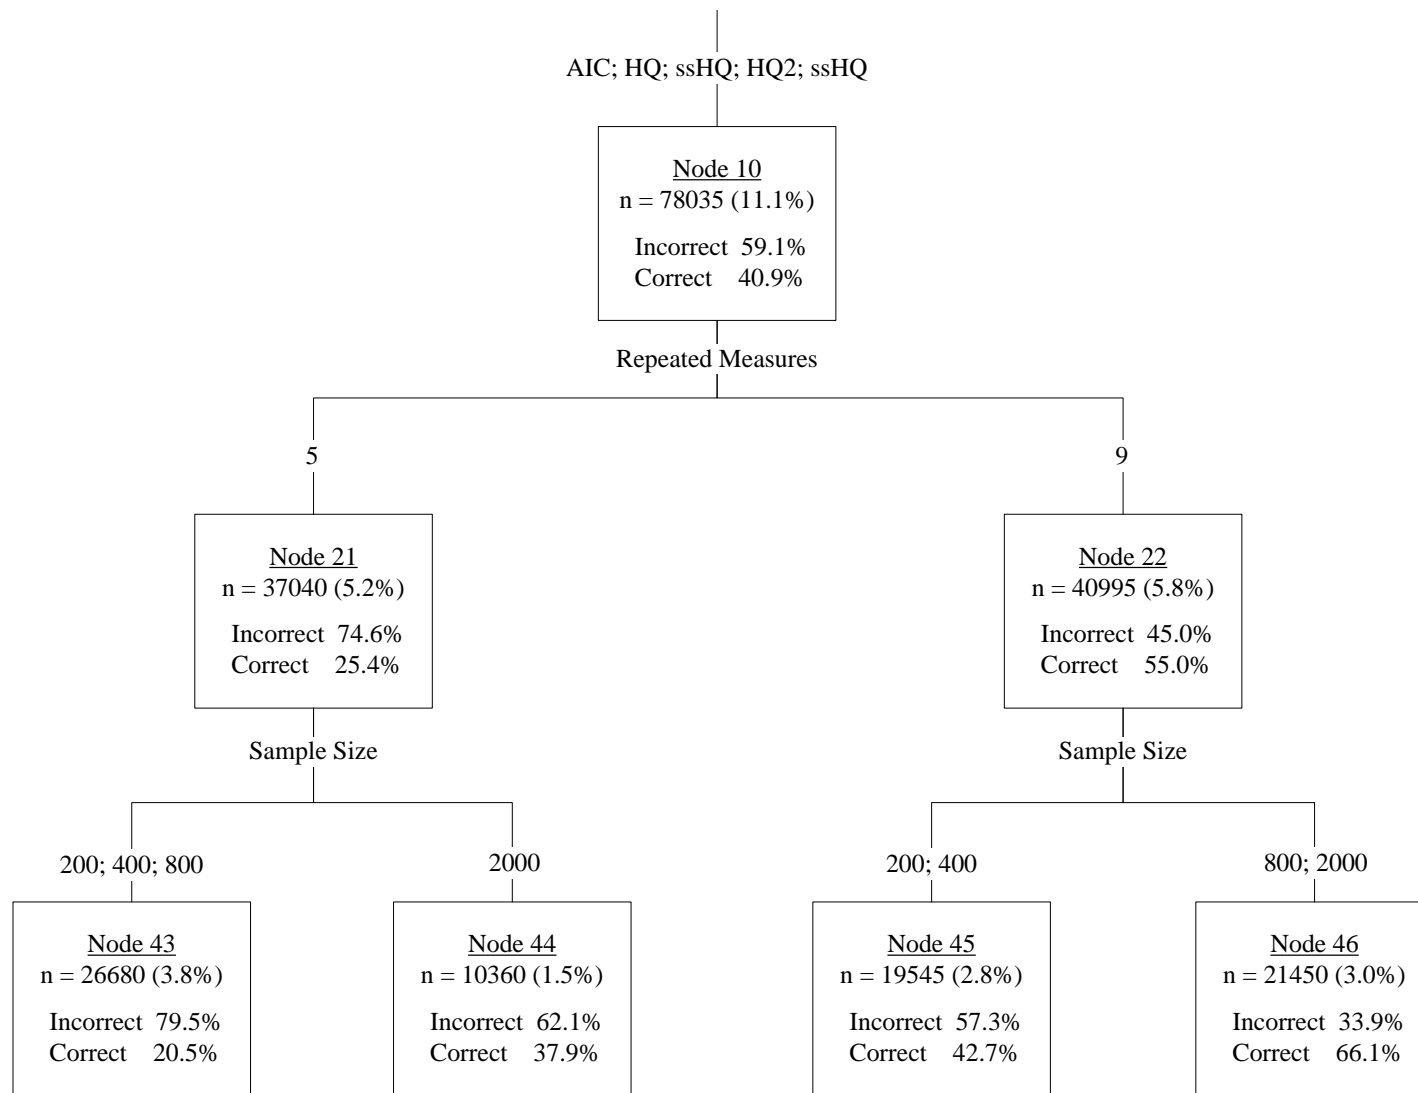 AIC; HQ; ssHQ; HQ2; ssHQ
Node 10
n = 78035 (11.1%)
Incorrect 59.1%
Correct 40.9%
Repeated Measures
5
9
Node 21
n = 37040 (5.2%)
Incorrect 74.6%
Correct 25.4%
Node 22
n = 40995 (5.8%)
Incorrect 45.0%
Correct 55.0%
Sample Size
Sample Size
200; 400; 800
2000
200; 400
800; 2000
Node 43
n = 26680 (3.8%)
Incorrect 79.5%
Correct 20.5%
Node 44
n = 10360 (1.5%)
Incorrect 62.1%
Correct 37.9%
Node 45
n = 19545 (2.8%)
Incorrect 57.3%
Correct 42.7%
Node 46
n = 21450 (3.0%)
Incorrect 33.9%
Correct 66.1%